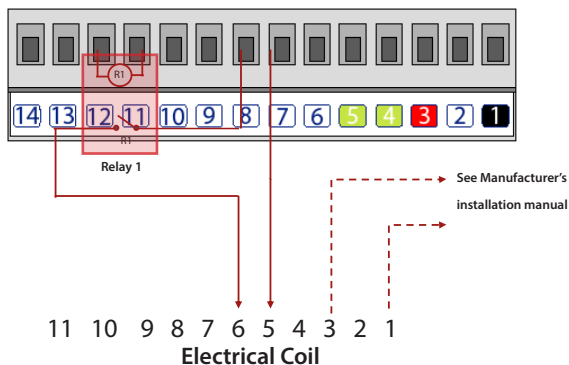 R1
14 13 12 11 10 9 8 7 6 5 4 3 2 1
R1
Relay 1
See Manufacturer's
installation manual
11 10 9 8 7 6 5 4 3 2 1
Electrical Coil